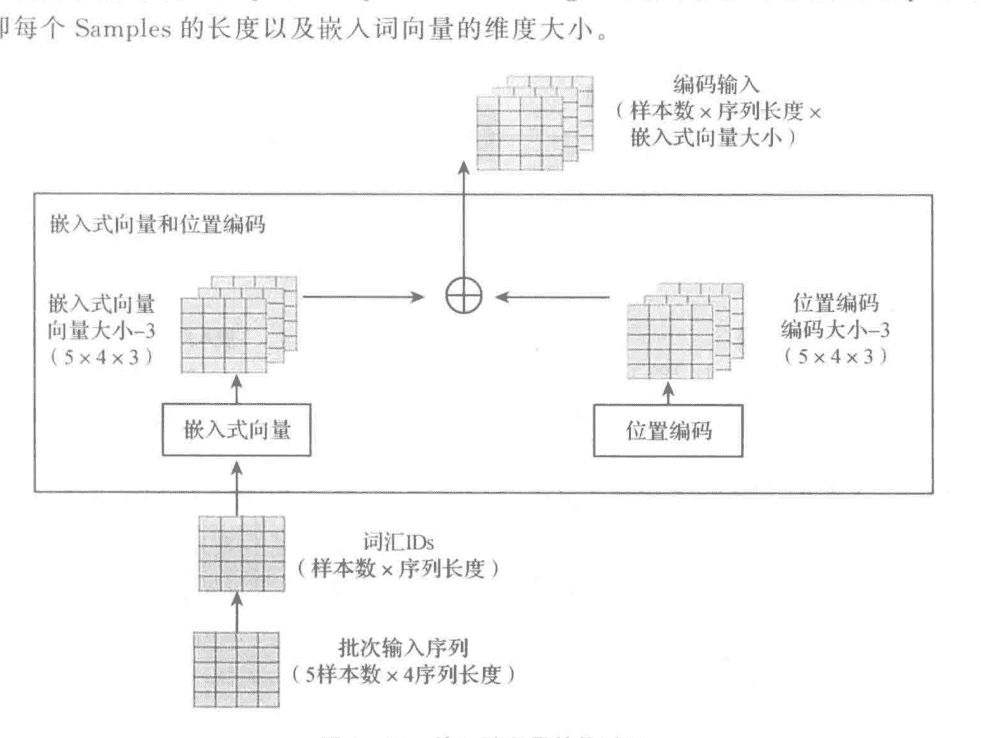 即每个 Samples 的长度以及嵌入词向量的维度大小。
编码输入
（样本数×序列长度×
嵌入式向量大小）
嵌入式向量和位置编码
嵌入式向量
向量大小–3
（5×4×3）
位置编码
编码大小–3
（5×4×3）
嵌入式向量
位置编码
词汇IDs
（样本数×序列长度）
批次输入序列
（5样本数×4序列长度）